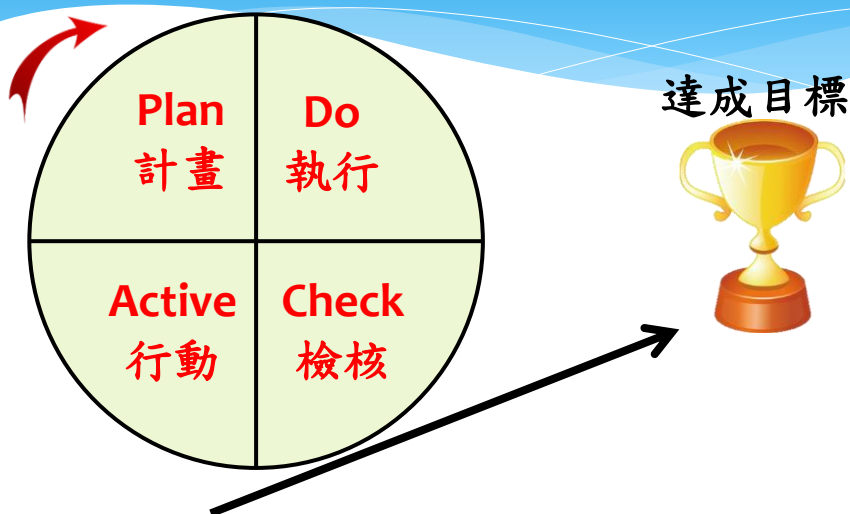 達成目標
Plan
計畫
Do
執行
Active
行動
Check
檢核